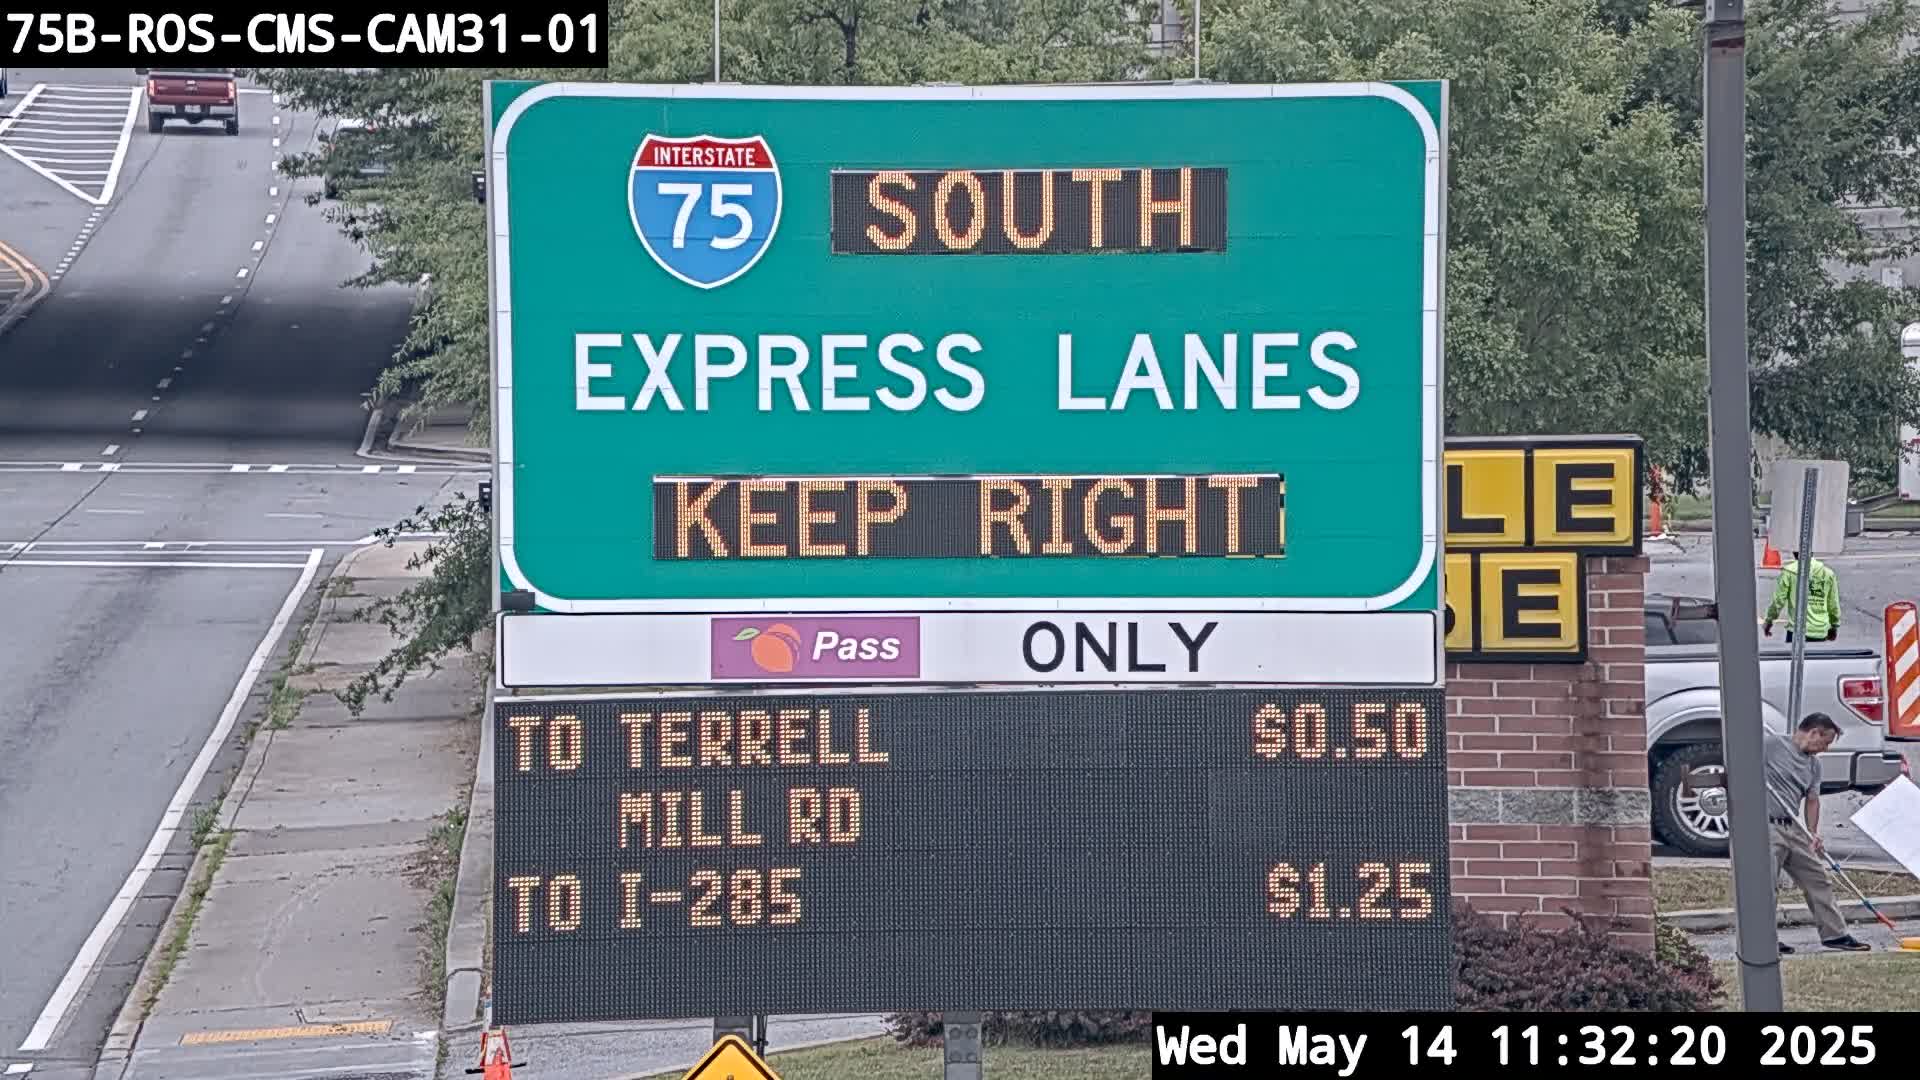 75B-ROS-CMS-CAM31-01
INTERSTATE
75
SOUTH
EXPRESS LANES
KEEP RIGHT
Pass ONLY
TO TERRELL $0.50
MILL RD
TO I-285 $1.25
LE
E
Wed May 14 11:32:20 2025